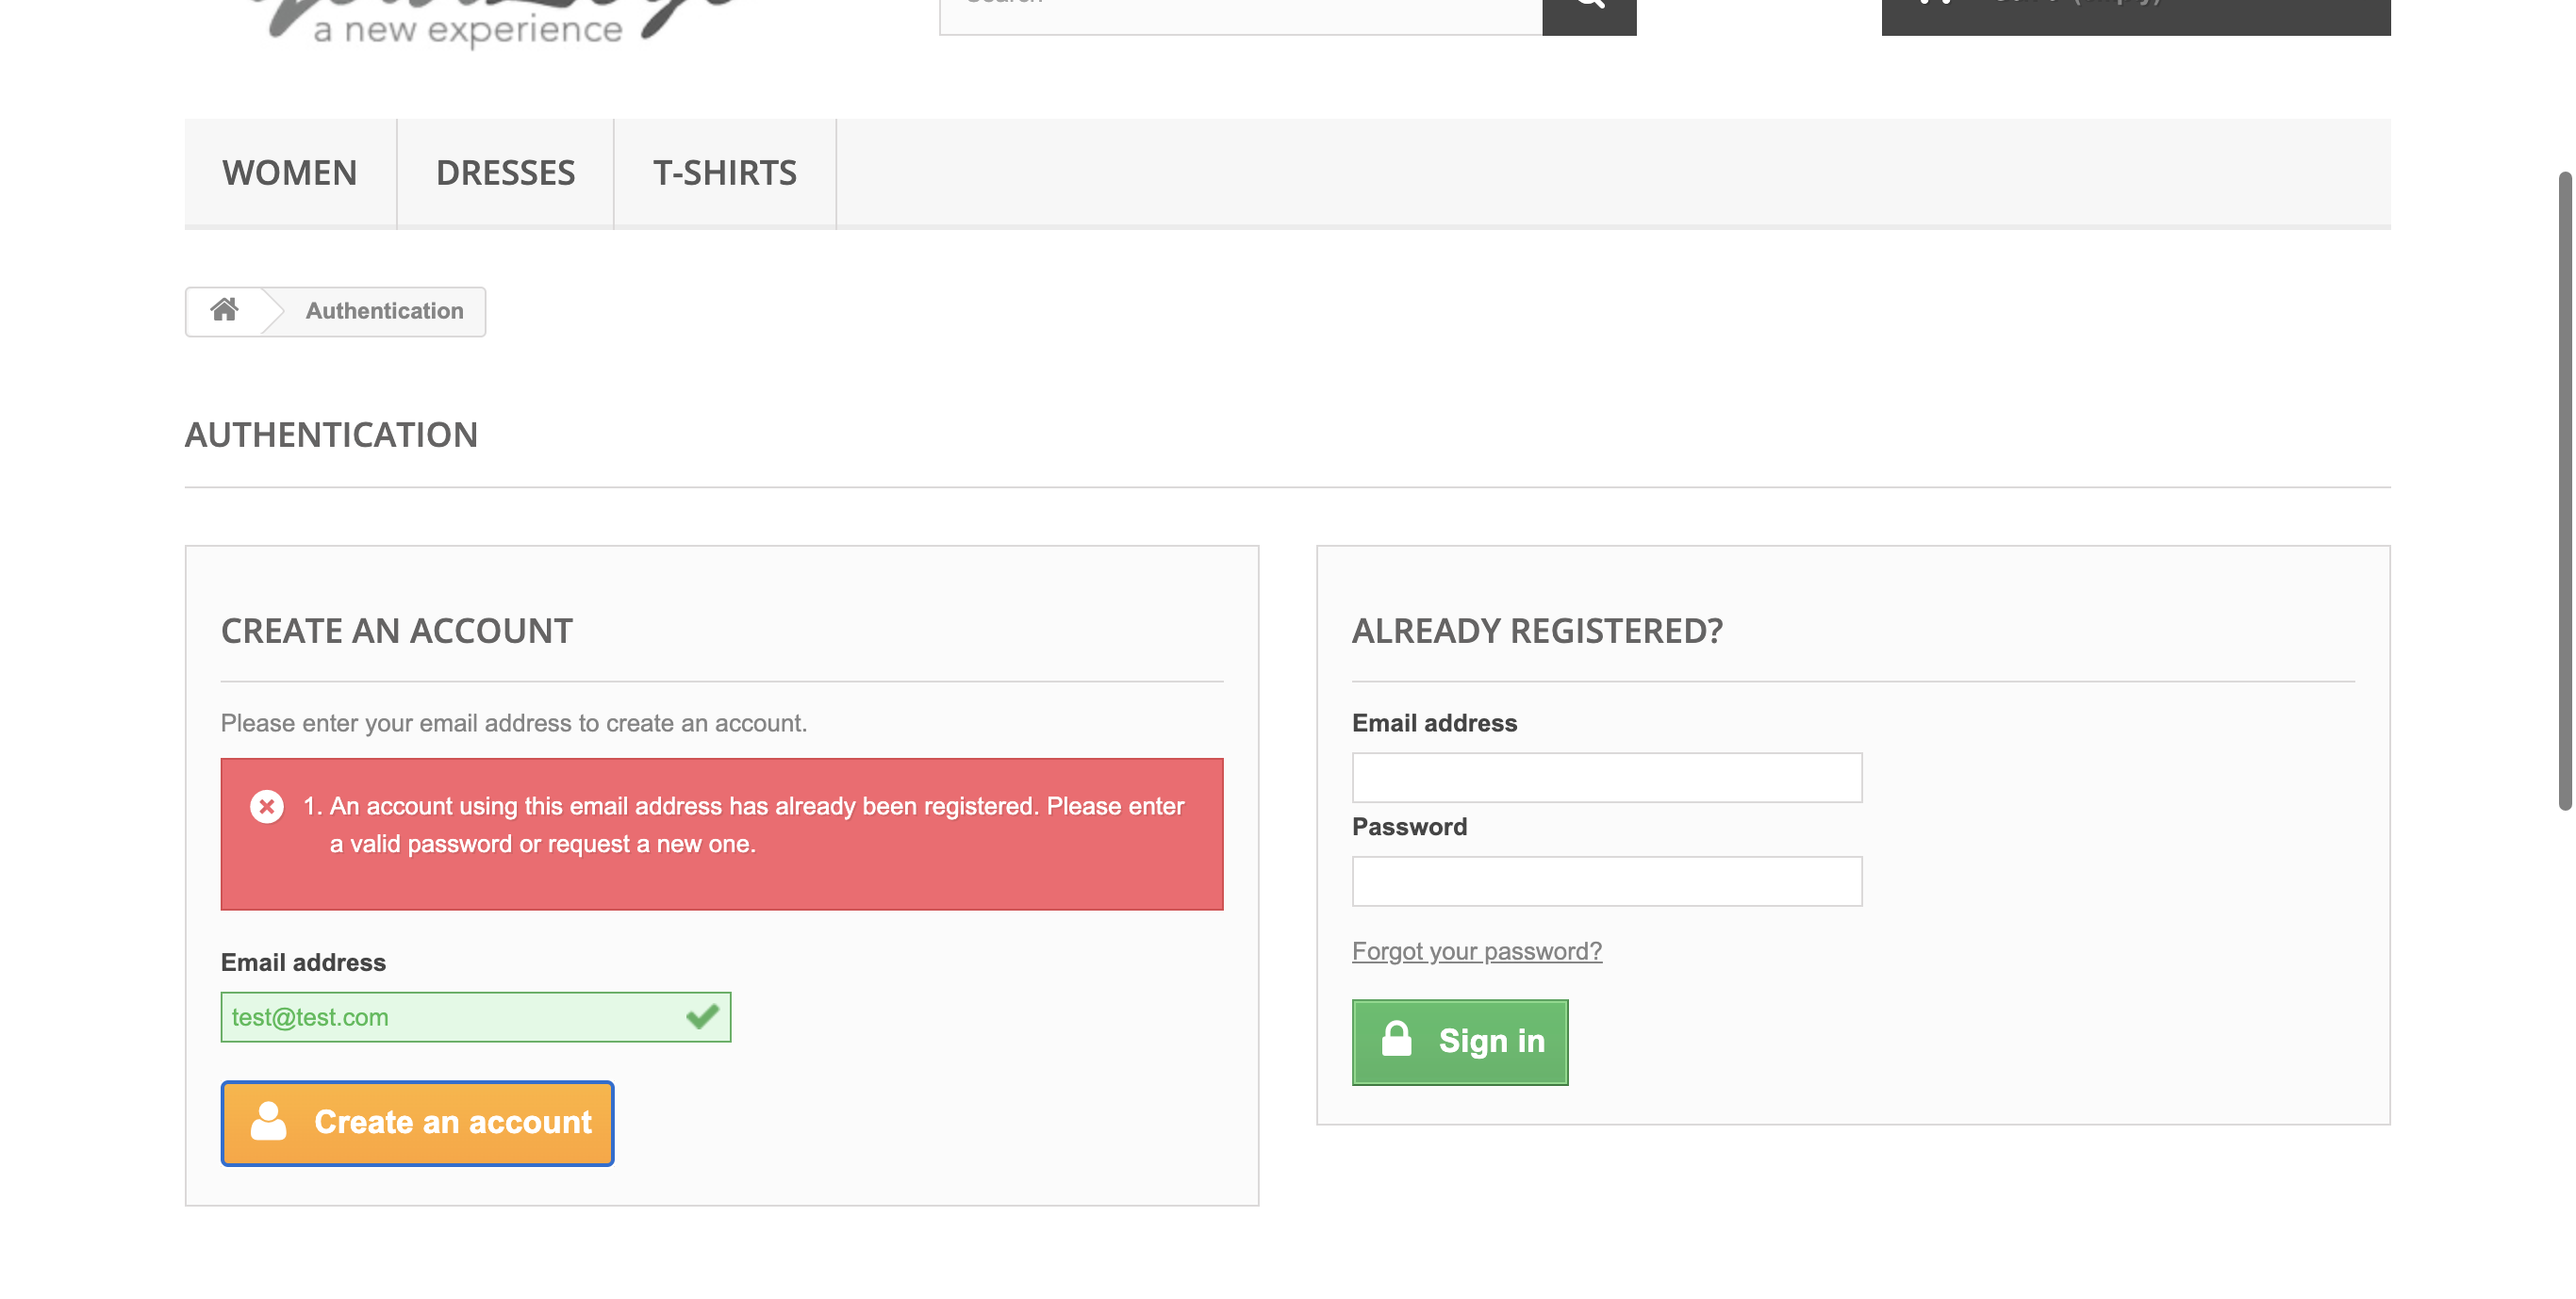 a new experience
WOMEN
DRESSES
T-SHIRTS
Authentication
AUTHENTICATION
CREATE AN ACCOUNT
Please enter your email address to create an account.
1. An account using this email address has already been registered. Please enter
a valid password or request a new one.
Email address
test@test.com
Create an account
ALREADY REGISTERED?
Email address
Password
Forgot your password?
Sign in